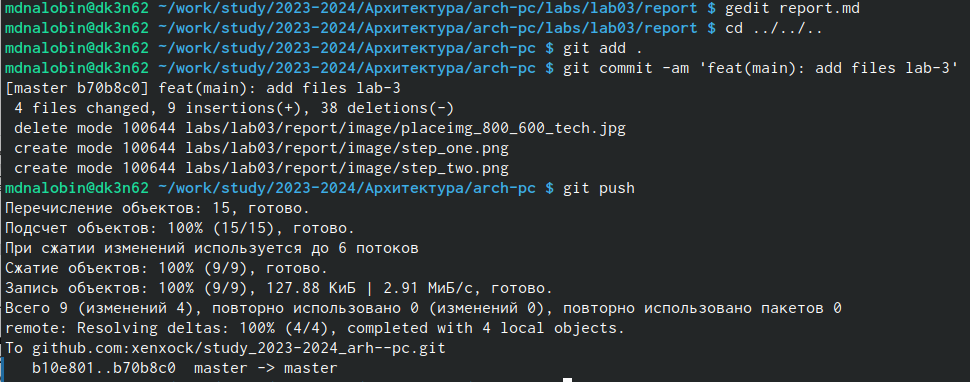 mdnalobin@dk3n62 ~/work/study/2023-2024/Архитектура/arch-pc/labs/lab03/report $ gedit report.md
mdnalobin@dk3n62 ~/work/study/2023-2024/Архитектура/arch-pc/labs/lab03/report $ cd ../../..
mdnalobin@dk3n62 ~/work/study/2023-2024/Архитектура/arch-pc $ git add .
mdnalobin@dk3n62 ~/work/study/2023-2024/Архитектура/arch-pc $ git commit -am 'feat(main): add files lab-3'
[master b70b8c0] feat(main): add files lab-3
 4 files changed, 9 insertions(+), 38 deletions(-)
 delete mode 100644 labs/lab03/report/image/placeimg_800_600_tech.jpg
 create mode 100644 labs/lab03/report/image/step_one.png
 create mode 100644 labs/lab03/report/image/step_two.png
mdnalobin@dk3n62 ~/work/study/2023-2024/Архитектура/arch-pc $ git push
Перечисление объектов: 15, готово.
Подсчет объектов: 100% (15/15), готово.
При сжатии изменений используется до 6 потоков
Сжатие объектов: 100% (9/9), готово.
Запись объектов: 100% (9/9), 127.88 КиБ | 2.91 МиБ/с, готово.
Всего 9 (изменений 4), повторно использовано 0 (изменений 0), повторно использовано пакетов 0
remote: Resolving deltas: 100% (4/4), completed with 4 local objects.
To github.com:xenxock/study_2023-2024_arh--pc.git
   b10e801..b70b8c0  master -> master